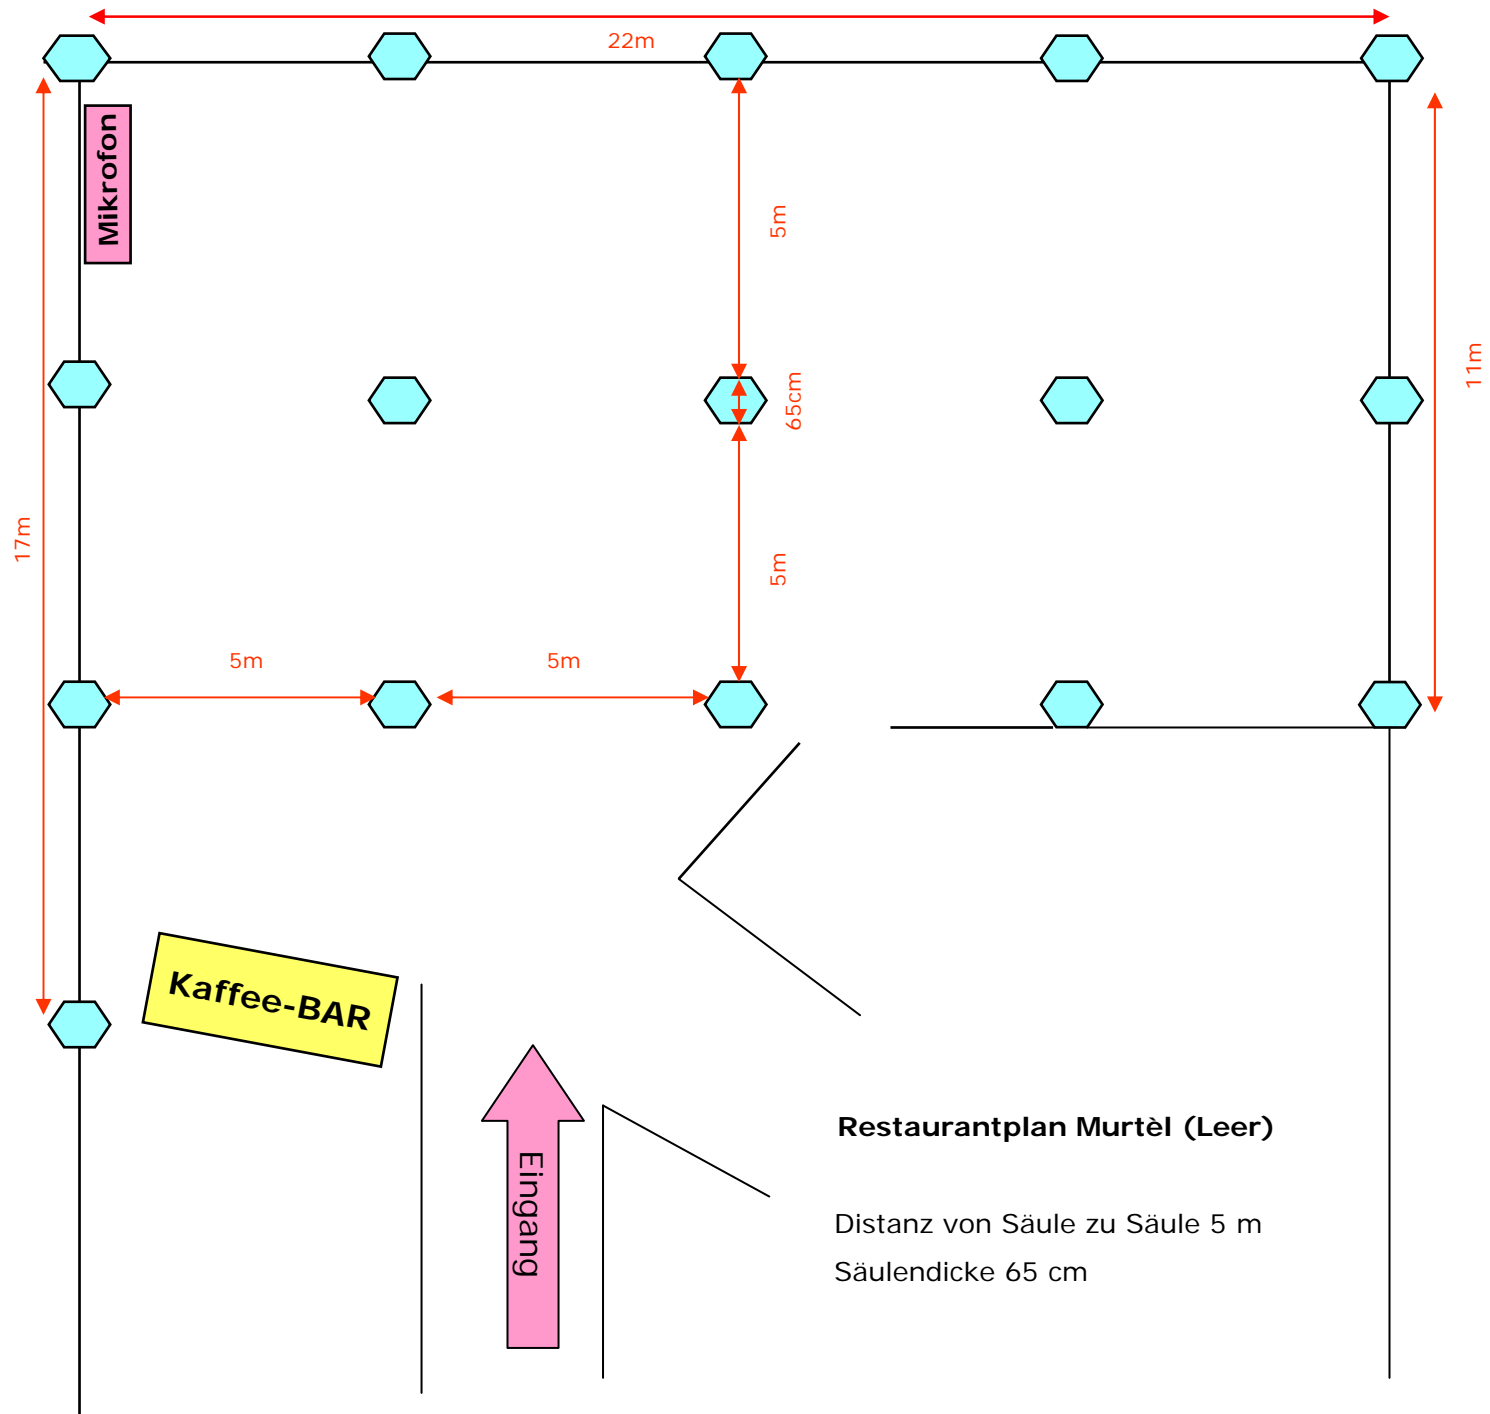 22m
Mikrofon
5m
11m
65cm
17m
5m
5m
5m
Kaffee-BAR
Eingang
Restaurantplan Murtèl (Leer)
Distanz von Säule zu Säule 5 m
Säulendicke 65 cm